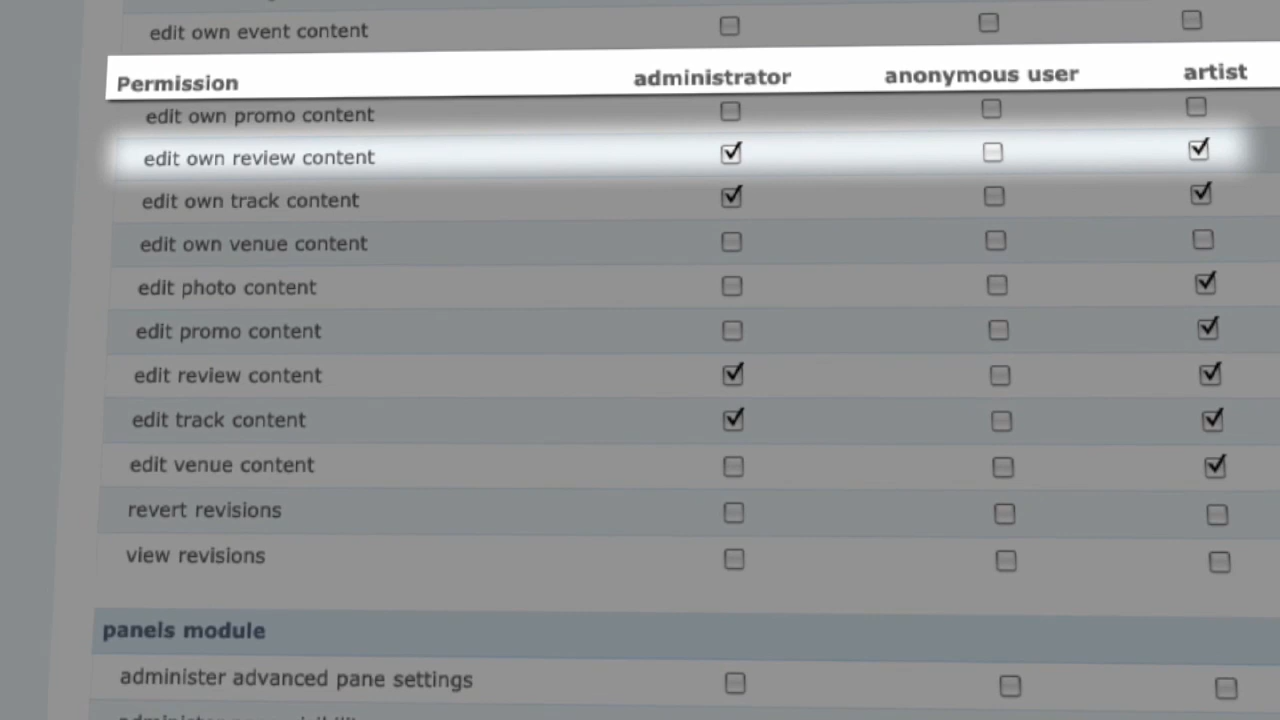 edit own event content
Permission administrator anonymous user artist
edit own promo content
edit own review content
edit own track content
edit own venue content
edit photo content
edit promo content
edit review content
edit track content
edit venue content
revert revisions
view revisions
panels module
administer advanced pane settings